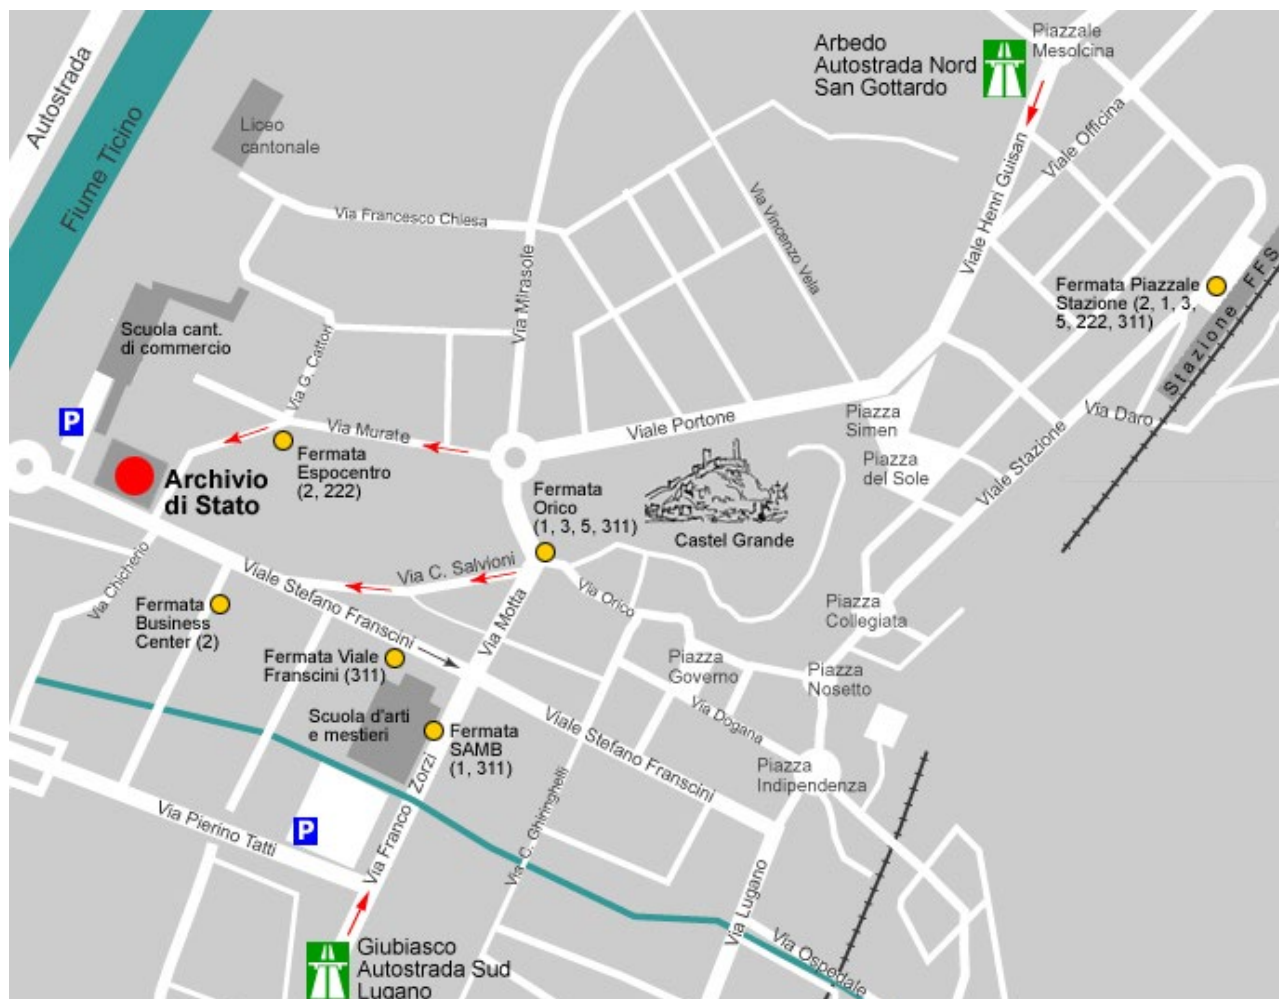 Autostrada
Fiume Ticino
Liceo
cantonale
Arbedo
Autostrada Nord
San Gottardo
Piazzale
Mesolcina
Viale Officina
Viale Henri Guisan
Via Vincenzo Vela
Via Francesco Chiesa
Via Mirasole
Fermata Piazzale
Stazione (2, 1, 3,
5, 222, 311)
Stazione FFS
Scuola cant.
di commercio
Via G. Cattori
P
Via Murate
Viale Portone
Piazza
Simen
Piazza
del Sole
Via Daro
Viale Stazione
Fermata
Espocentro
(2, 222)
Archivio
di Stato
Fermata
Orico
(1, 3, 5, 311)
Castel Grande
Via Chicherio
Viale Stefano Franscini
Via C. Salvioni
Via Orico
Via Motta
Fermata
Business
Center (2)
Fermata Viale
Franscini (311)
Piazza
Collegiata
Piazza
Governo
Piazza
Nosetto
Via Dogana
Scuola d'arti
e mestieri
Fermata
SAMB
(1, 311)
Viale Stefano Franscini
Piazza
Indipendenza
Via Pierino Tatti
P
Via Franco Zorzi
Via C. Ghiringhelli
Via Lugano
Via Ospedale
Giubiasco
Autostrada Sud
Lugano